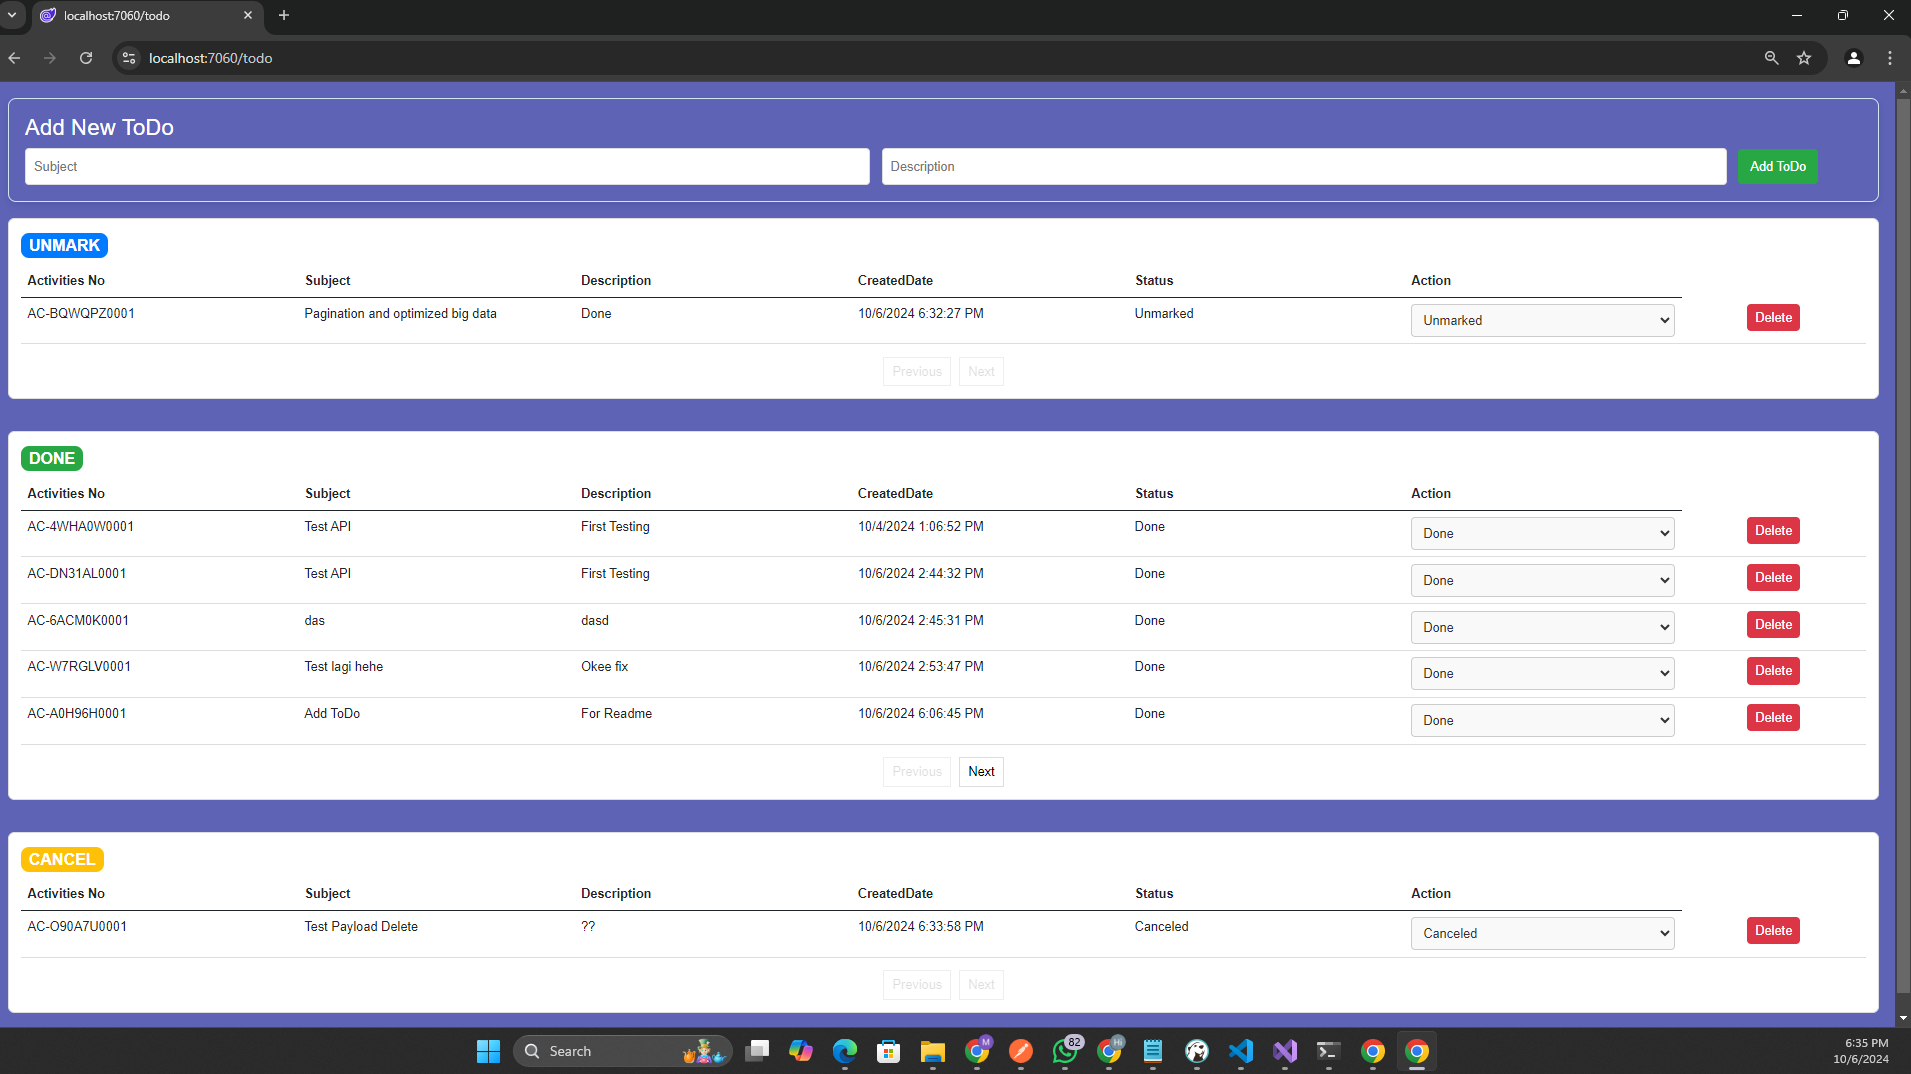 localhost:7060/todo
localhost:7060/todo
Add New ToDo
Subject Description Add ToDo
UNMARK
Activities No Subject Description CreatedDate Status Action
AC-BQWQPZ0001 Pagination and optimized big data Done 10/6/2024 6:32:27 PM Unmarked Unmarked Delete
Previous Next
DONE
Activities No Subject Description CreatedDate Status Action
AC-4WHA0W0001 Test API First Testing 10/4/2024 1:06:52 PM Done Done Delete
AC-DN31AL0001 Test API First Testing 10/6/2024 2:44:32 PM Done Done Delete
AC-6ACM0K0001 das dasd 10/6/2024 2:45:31 PM Done Done Delete
AC-W7RGLV0001 Test lagi hehe Okee fix 10/6/2024 2:53:47 PM Done Done Delete
AC-A0H96H0001 Add ToDo For Readme 10/6/2024 6:06:45 PM Done Done Delete
Previous Next
CANCEL
Activities No Subject Description CreatedDate Status Action
AC-O90A7U0001 Test Payload Delete ?? 10/6/2024 6:33:58 PM Canceled Canceled Delete
Previous Next
Search M 82 Hi 6:35 PM
10/6/2024